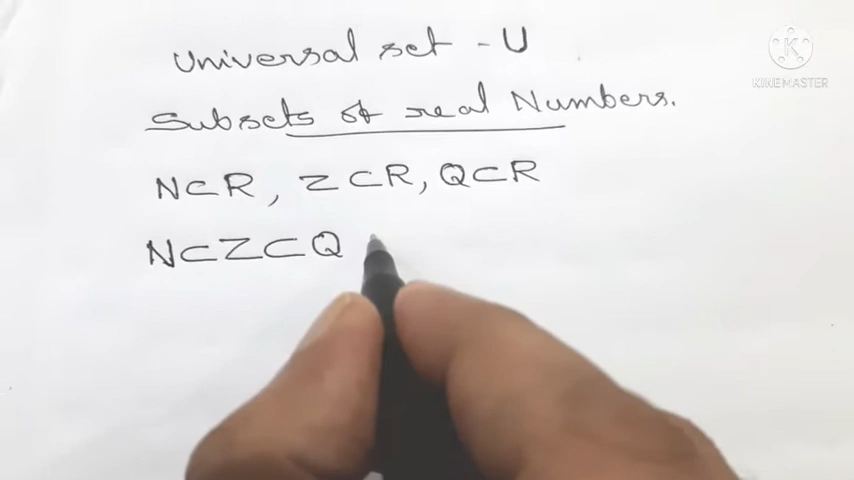 Universal set - U
Subsets of real Numbers.
N⊂R, Z⊂R, Q⊂R
N⊂Z⊂Q
K
KINEMASTER